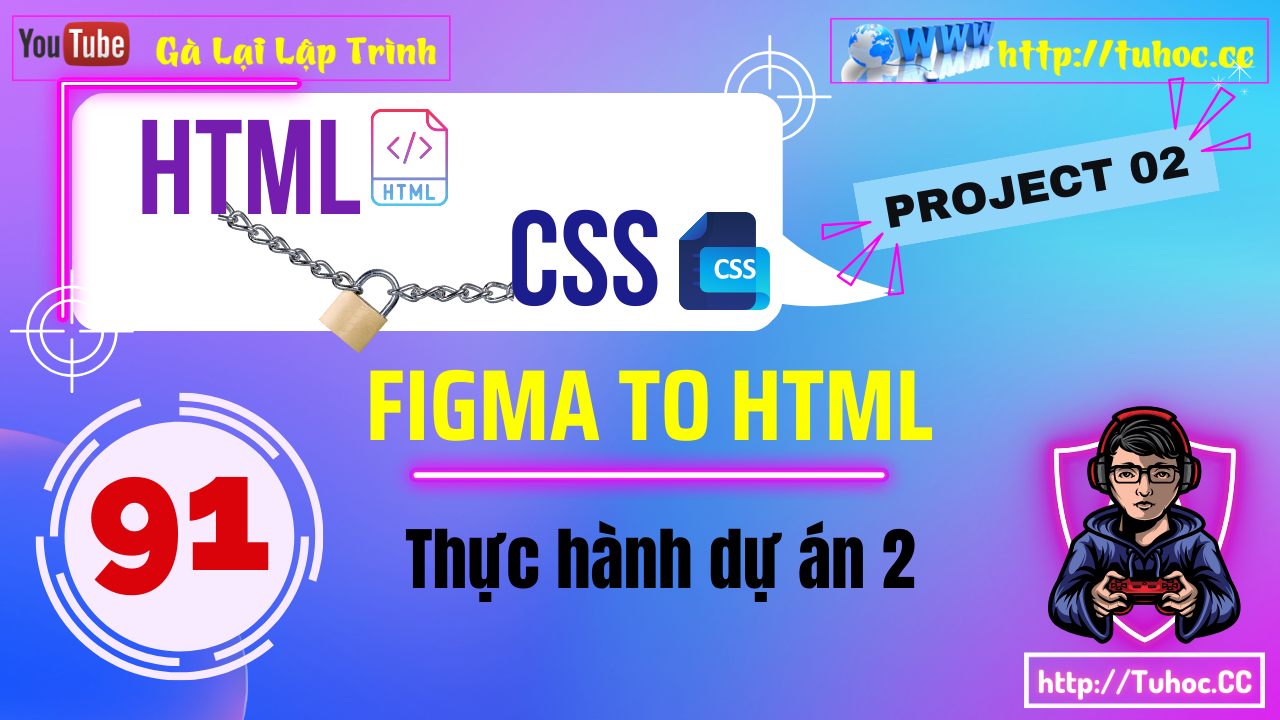 YouTube
Gà Lại Lập Trình
WWW
http://tuhoc.cc
HTML
HTML
PROJECT 02
CSS
CSS
FIGMA TO HTML
91
Thực hành dự án 2
http://Tuhoc.CC